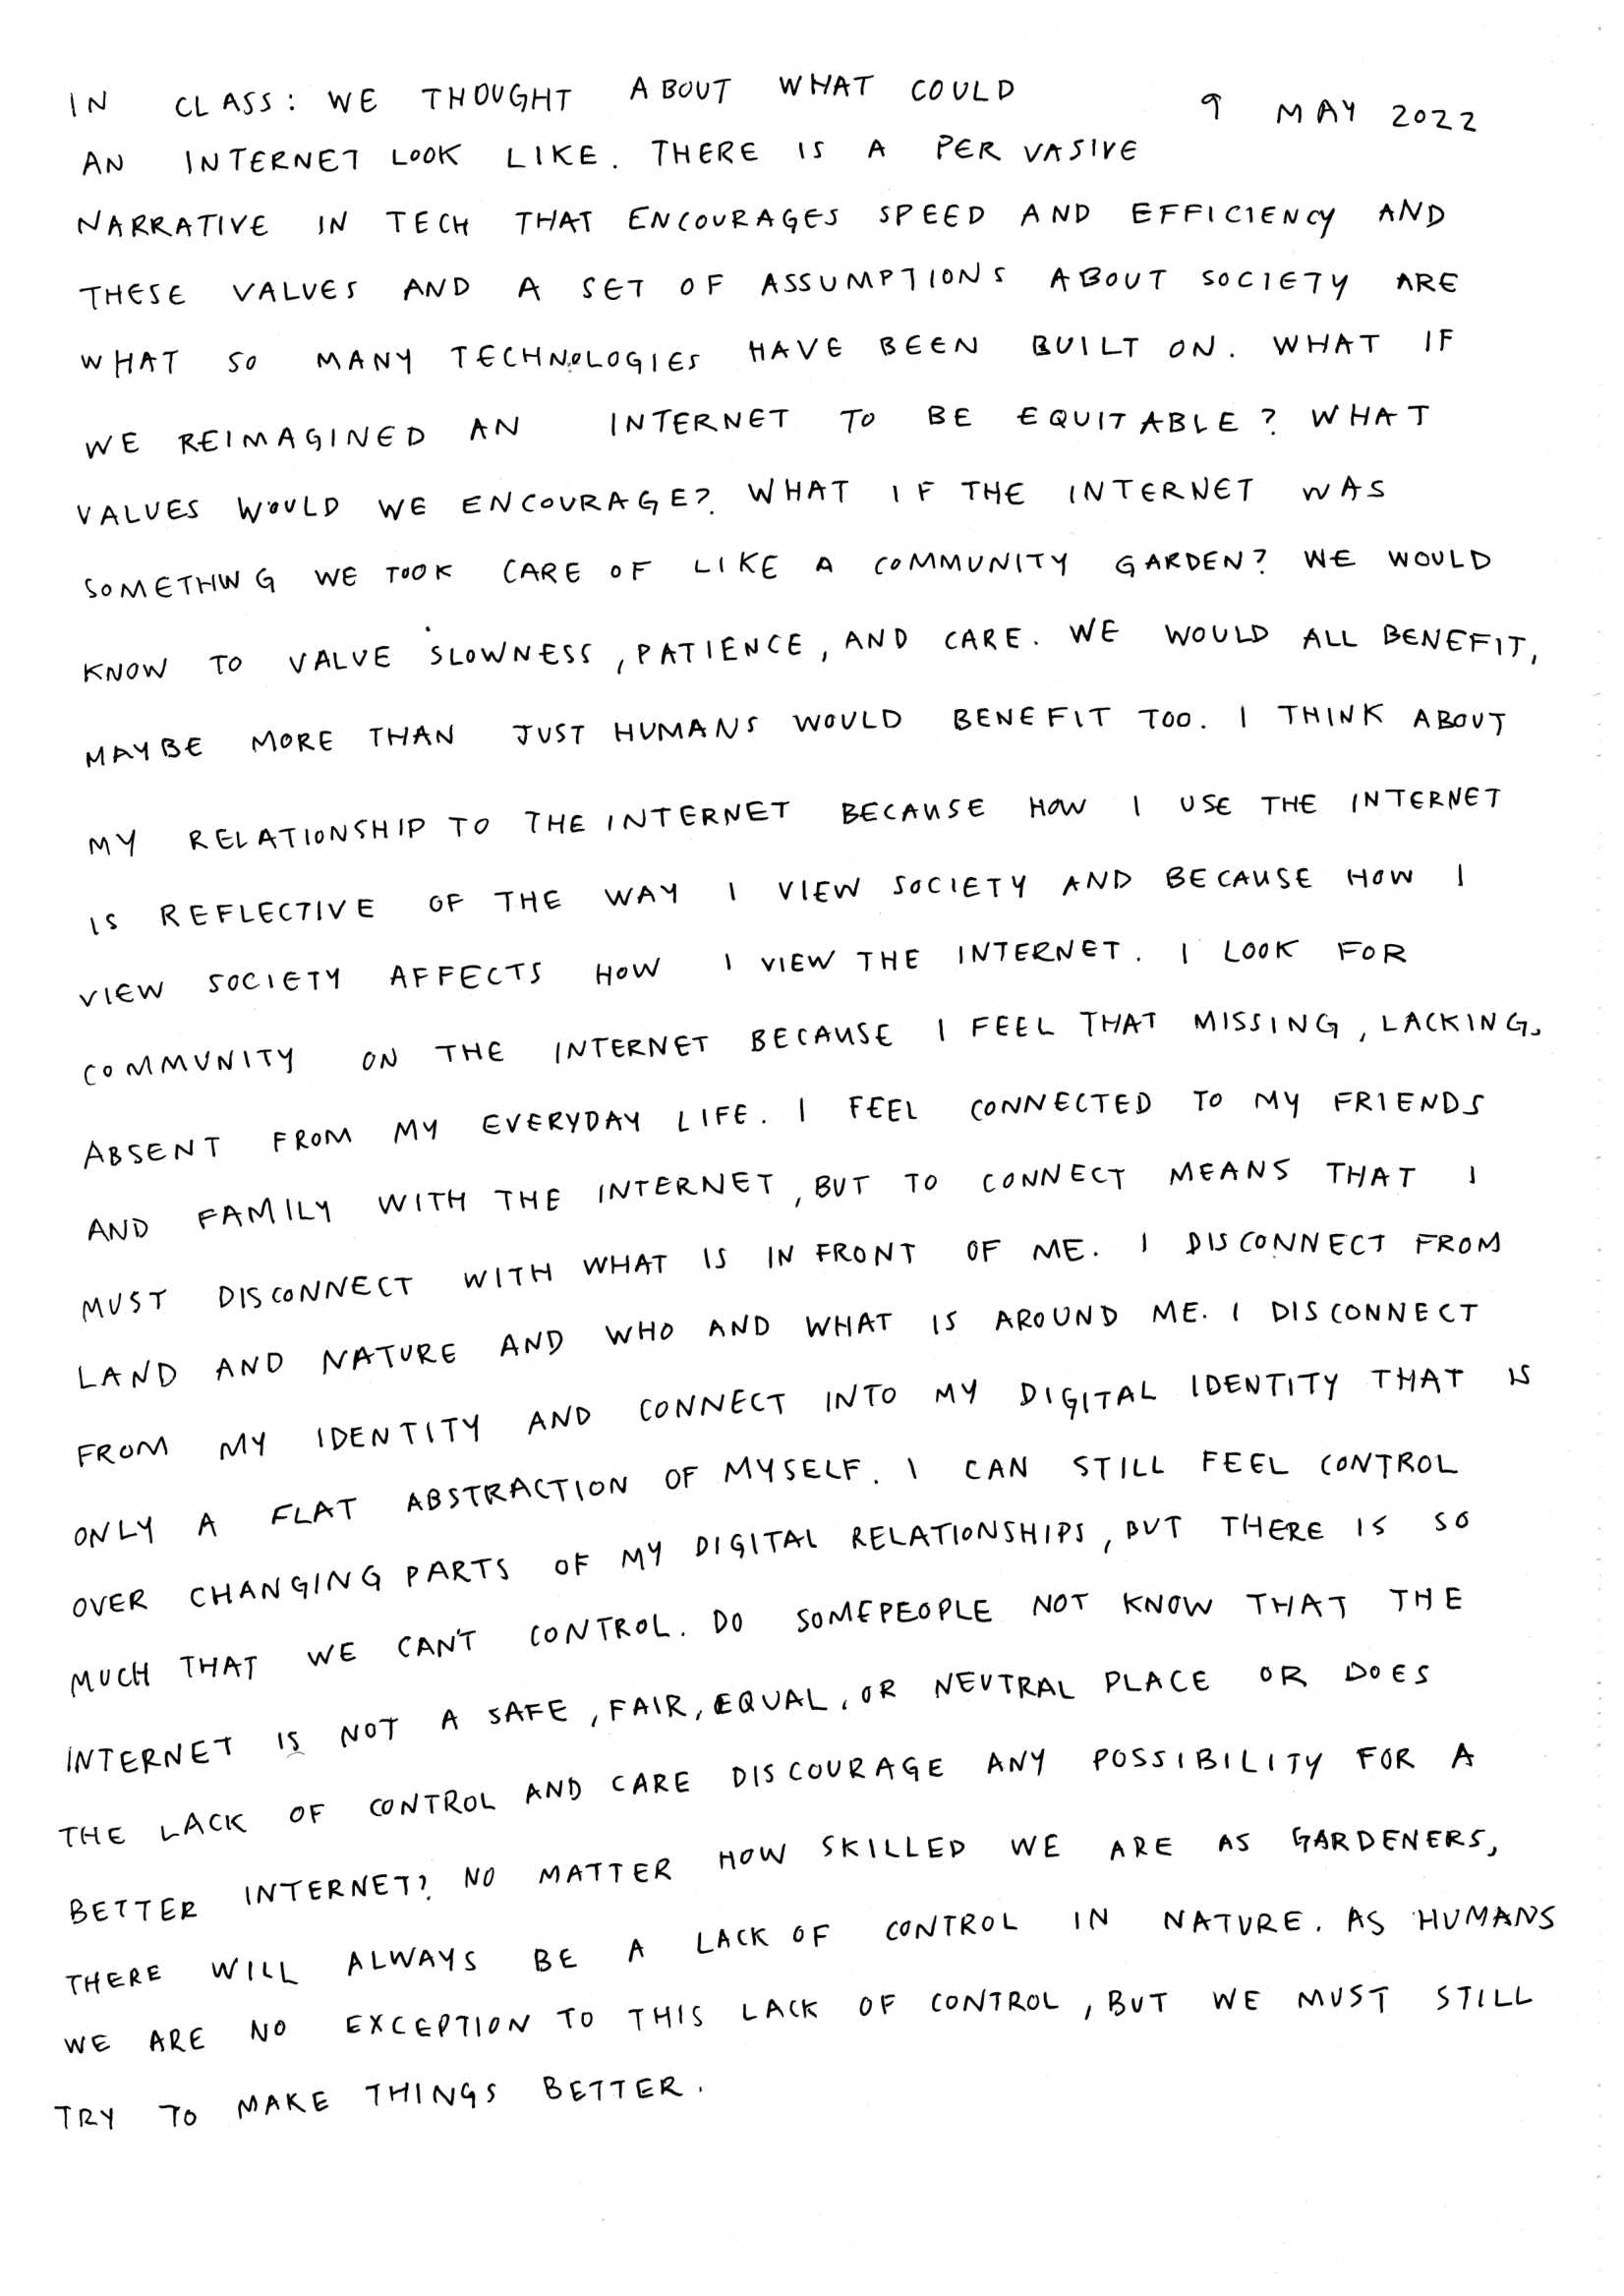 IN CLASS: WE THOUGHT ABOUT WHAT COULD
9 MAY 2022
AN INTERNET LOOK LIKE. THERE IS A PERVASIVE
NARRATIVE IN TECH THAT ENCOURAGES SPEED AND EFFICIENCY AND
THESE VALUES AND A SET OF ASSUMPTIONS ABOUT SOCIETY ARE
WHAT SO MANY TECHNOLOGIES HAVE BEEN BUILT ON. WHAT IF
WE REIMAGINED AN INTERNET TO BE EQUITABLE? WHAT
VALUES WOULD WE ENCOURAGE? WHAT IF THE INTERNET WAS
SOMETHING WE TOOK CARE OF LIKE A COMMUNITY GARDEN? WE WOULD
KNOW TO VALUE SLOWNESS, PATIENCE, AND CARE. WE WOULD ALL BENEFIT,
MAYBE MORE THAN JUST HUMANS WOULD BENEFIT TOO. I THINK ABOUT
MY RELATIONSHIP TO THE INTERNET BECAUSE HOW I USE THE INTERNET
IS REFLECTIVE OF THE WAY I VIEW SOCIETY AND BECAUSE HOW I
VIEW SOCIETY AFFECTS HOW I VIEW THE INTERNET. I LOOK FOR
COMMUNITY ON THE INTERNET BECAUSE I FEEL THAT MISSING, LACKING,
ABSENT FROM MY EVERYDAY LIFE. I FEEL CONNECTED TO MY FRIENDS
AND FAMILY WITH THE INTERNET, BUT TO CONNECT MEANS THAT I
MUST DISCONNECT WITH WHAT IS IN FRONT OF ME. I DISCONNECT FROM
LAND AND NATURE AND WHO AND WHAT IS AROUND ME. I DISCONNECT
FROM MY IDENTITY AND CONNECT INTO MY DIGITAL IDENTITY THAT IS
ONLY A FLAT ABSTRACTION OF MYSELF. I CAN STILL FEEL CONTROL
OVER CHANGING PARTS OF MY DIGITAL RELATIONSHIPS, BUT THERE IS SO
MUCH THAT WE CAN'T CONTROL. DO SOME PEOPLE NOT KNOW THAT THE
INTERNET IS NOT A SAFE, FAIR, EQUAL, OR NEUTRAL PLACE OR DOES
THE LACK OF CONTROL AND CARE DISCOURAGE ANY POSSIBILITY FOR A
BETTER INTERNET? NO MATTER HOW SKILLED WE ARE AS GARDENERS,
THERE WILL ALWAYS BE A LACK OF CONTROL IN NATURE. AS HUMANS
WE ARE NO EXCEPTION TO THIS LACK OF CONTROL, BUT WE MUST STILL
TRY TO MAKE THINGS BETTER.